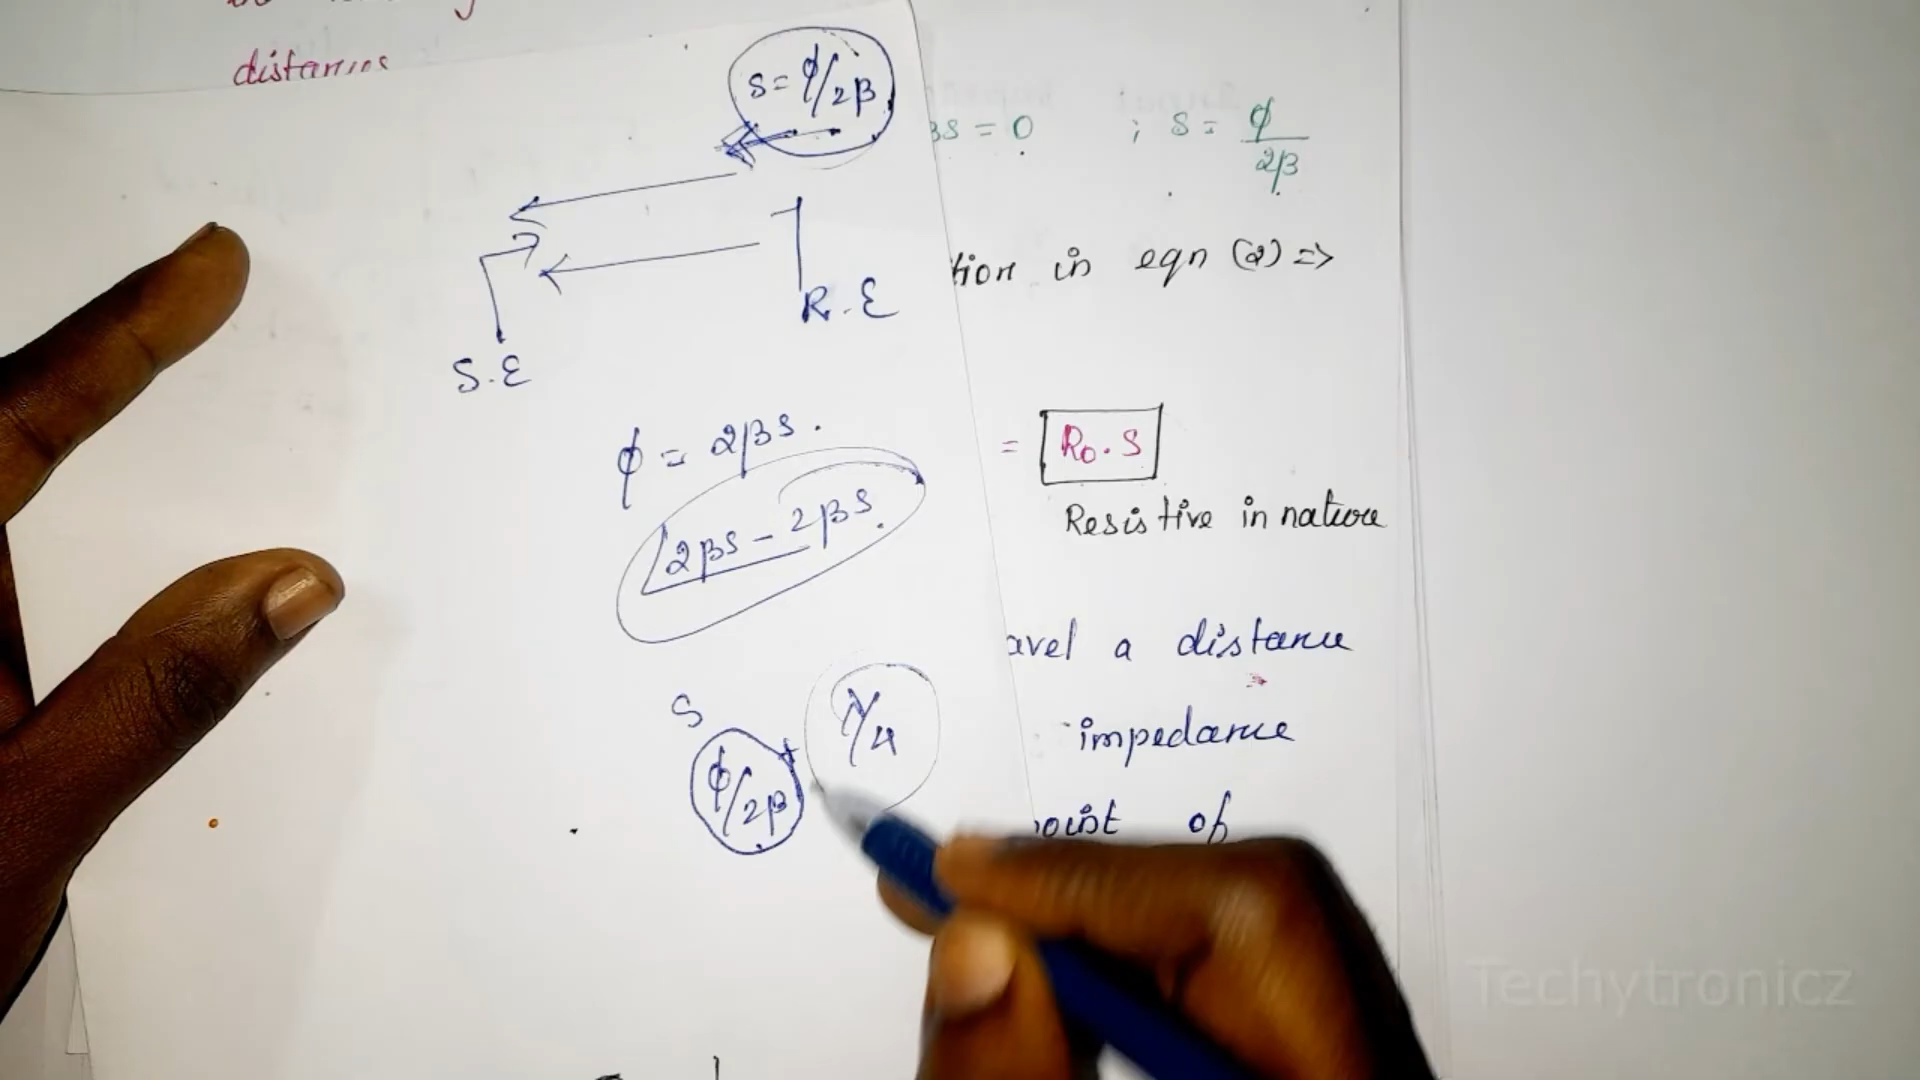 distances
S = φ/2β
βS = 0 ; S = φ/2β
R.E
tion in eqn (2) =>
S.E
φ = 2βS.
= R₀.S
2βS - 2βS.
Resistive in nature
avel a distance
S
λ/4
impedance
φ/2β +
point of
Techytronicz